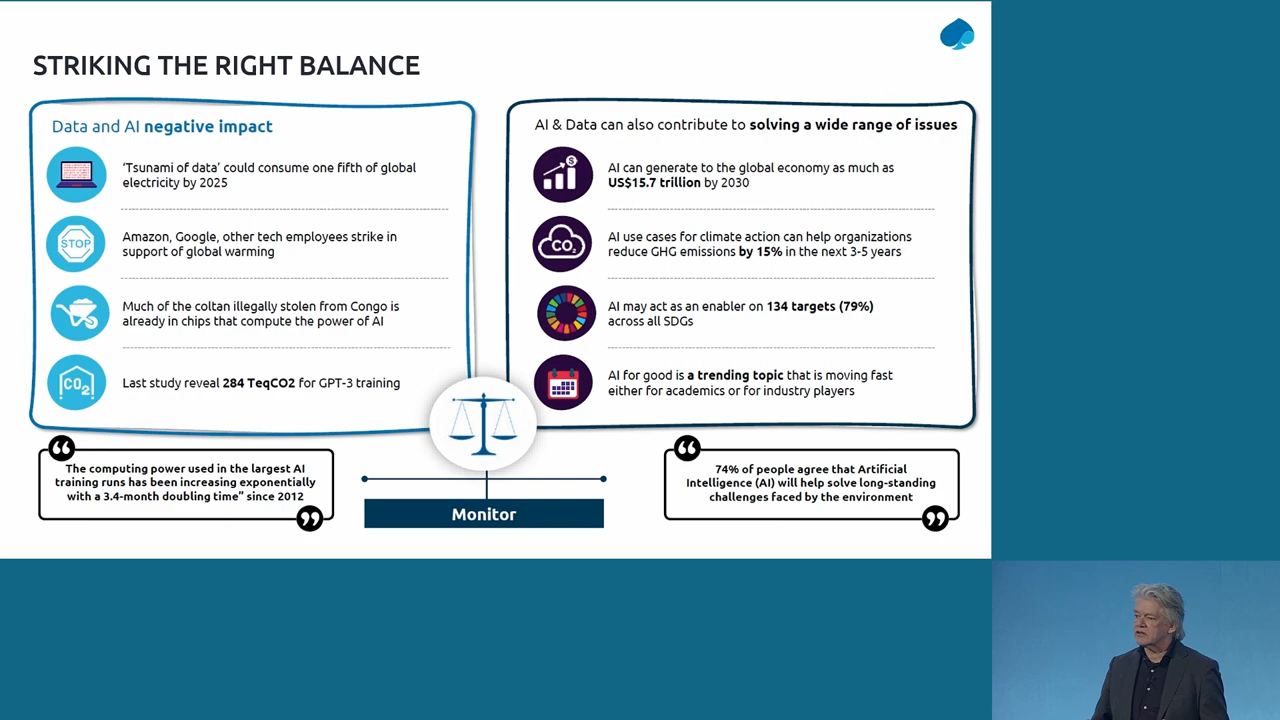 STRIKING THE RIGHT BALANCE
Data and AI negative impact
'Tsunami of data' could consume one fifth of global
electricity by 2025
STOP
Amazon, Google, other tech employees strike in
support of global warming
Much of the coltan illegally stolen from Congo is
already in chips that compute the power of AI
CO2
Last study reveal 284 TeqCO2 for GPT-3 training
AI & Data can also contribute to solving a wide range of issues
$
AI can generate to the global economy as much as
US$15.7 trillion by 2030
CO2
AI use cases for climate action can help organizations
reduce GHG emissions by 15% in the next 3-5 years
AI may act as an enabler on 134 targets (79%)
across all SDGs
AI for good is a trending topic that is moving fast
either for academics or for industry players
“
The computing power used in the largest AI
training runs has been increasing exponentially
with a 3.4-month doubling time” since 2012
”
Monitor
“
74% of people agree that Artificial
Intelligence (AI) will help solve long-standing
challenges faced by the environment
”